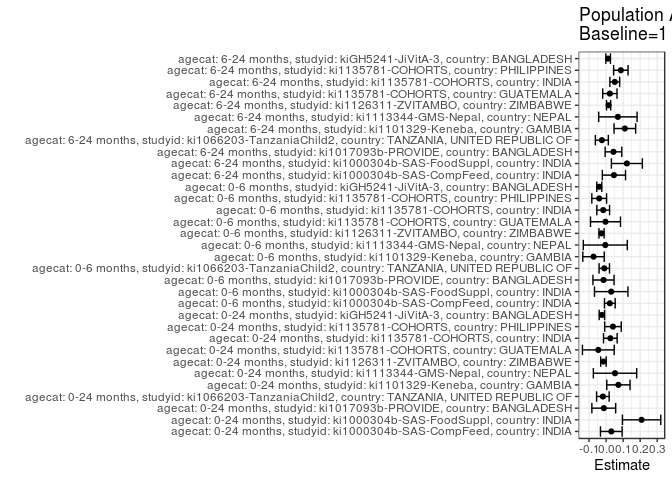 Population A
Baseline=1
agecat: 6-24 months, studyid: kiGH5241-JiVitA-3, country: BANGLADESH
agecat: 6-24 months, studyid: ki1135781-COHORTS, country: PHILIPPINES
agecat: 6-24 months, studyid: ki1135781-COHORTS, country: INDIA
agecat: 6-24 months, studyid: ki1135781-COHORTS, country: GUATEMALA
agecat: 6-24 months, studyid: ki1126311-ZVITAMBO, country: ZIMBABWE
agecat: 6-24 months, studyid: ki1113344-GMS-Nepal, country: NEPAL
agecat: 6-24 months, studyid: ki1101329-Keneba, country: GAMBIA
agecat: 6-24 months, studyid: ki1066203-TanzaniaChild2, country: TANZANIA, UNITED REPUBLIC OF
agecat: 6-24 months, studyid: ki1017093b-PROVIDE, country: BANGLADESH
agecat: 6-24 months, studyid: ki1000304b-SAS-FoodSuppl, country: INDIA
agecat: 6-24 months, studyid: ki1000304b-SAS-CompFeed, country: INDIA
agecat: 0-6 months, studyid: kiGH5241-JiVitA-3, country: BANGLADESH
agecat: 0-6 months, studyid: ki1135781-COHORTS, country: PHILIPPINES
agecat: 0-6 months, studyid: ki1135781-COHORTS, country: INDIA
agecat: 0-6 months, studyid: ki1135781-COHORTS, country: GUATEMALA
agecat: 0-6 months, studyid: ki1126311-ZVITAMBO, country: ZIMBABWE
agecat: 0-6 months, studyid: ki1113344-GMS-Nepal, country: NEPAL
agecat: 0-6 months, studyid: ki1101329-Keneba, country: GAMBIA
agecat: 0-6 months, studyid: ki1066203-TanzaniaChild2, country: TANZANIA, UNITED REPUBLIC OF
agecat: 0-6 months, studyid: ki1017093b-PROVIDE, country: BANGLADESH
agecat: 0-6 months, studyid: ki1000304b-SAS-FoodSuppl, country: INDIA
agecat: 0-6 months, studyid: ki1000304b-SAS-CompFeed, country: INDIA
agecat: 0-24 months, studyid: kiGH5241-JiVitA-3, country: BANGLADESH
agecat: 0-24 months, studyid: ki1135781-COHORTS, country: PHILIPPINES
agecat: 0-24 months, studyid: ki1135781-COHORTS, country: INDIA
agecat: 0-24 months, studyid: ki1135781-COHORTS, country: GUATEMALA
agecat: 0-24 months, studyid: ki1126311-ZVITAMBO, country: ZIMBABWE
agecat: 0-24 months, studyid: ki1113344-GMS-Nepal, country: NEPAL
agecat: 0-24 months, studyid: ki1101329-Keneba, country: GAMBIA
agecat: 0-24 months, studyid: ki1066203-TanzaniaChild2, country: TANZANIA, UNITED REPUBLIC OF
agecat: 0-24 months, studyid: ki1017093b-PROVIDE, country: BANGLADESH
agecat: 0-24 months, studyid: ki1000304b-SAS-FoodSuppl, country: INDIA
agecat: 0-24 months, studyid: ki1000304b-SAS-CompFeed, country: INDIA
-0.10.00.10.20.3
Estimate